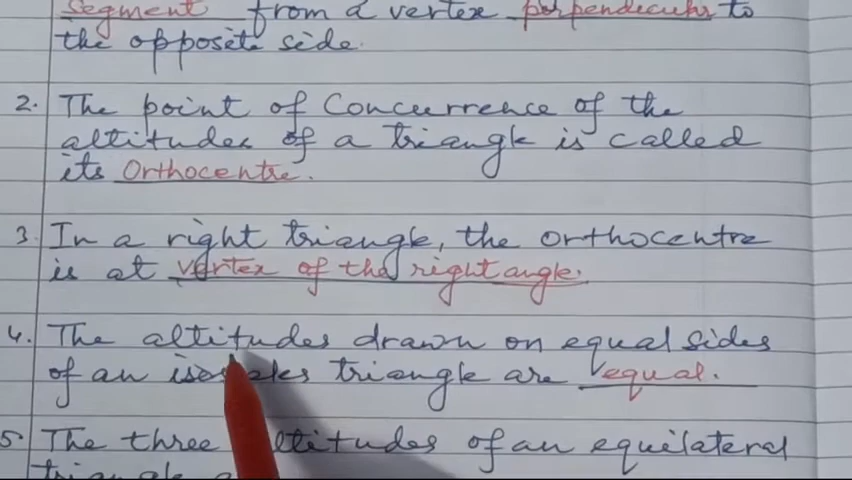 segment from a vertex perpendicular to
the opposite side.
2. The point of Concurrence of the
altitudes of a triangle is called
its Orthocentre.
3. In a right triangle, the orthocentre
is at vertex of the right angle.
4. The altitudes drawn on equal sides
of an triangle are equal.
5. The three altitudes of an equilateral